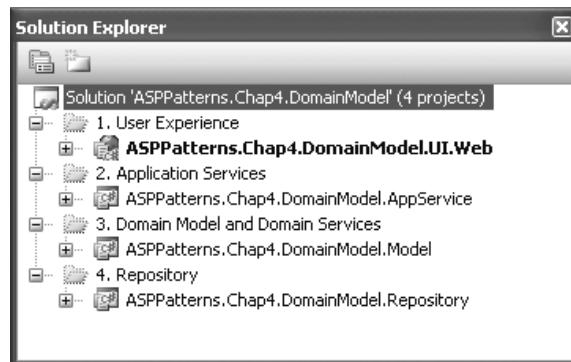 Solution Explorer
Solution 'ASPPatterns.Chap4.DomainModel' (4 projects)
1. User Experience
ASPPatterns.Chap4.DomainModel.UI.Web
2. Application Services
ASPPatterns.Chap4.DomainModel.AppService
3. Domain Model and Domain Services
ASPPatterns.Chap4.DomainModel.Model
4. Repository
ASPPatterns.Chap4.DomainModel.Repository